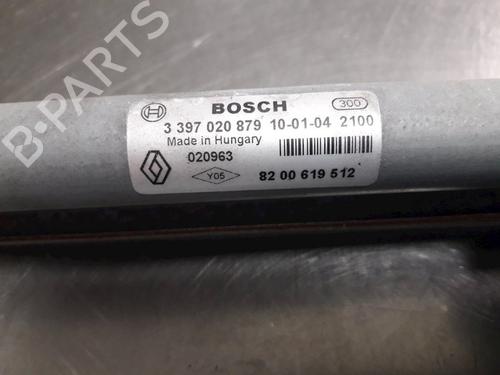 BOSCH 300
3 397 020 879 10-01-04 2100
Made in Hungary
020963
Y05 82 00 619 512
B-PARTS